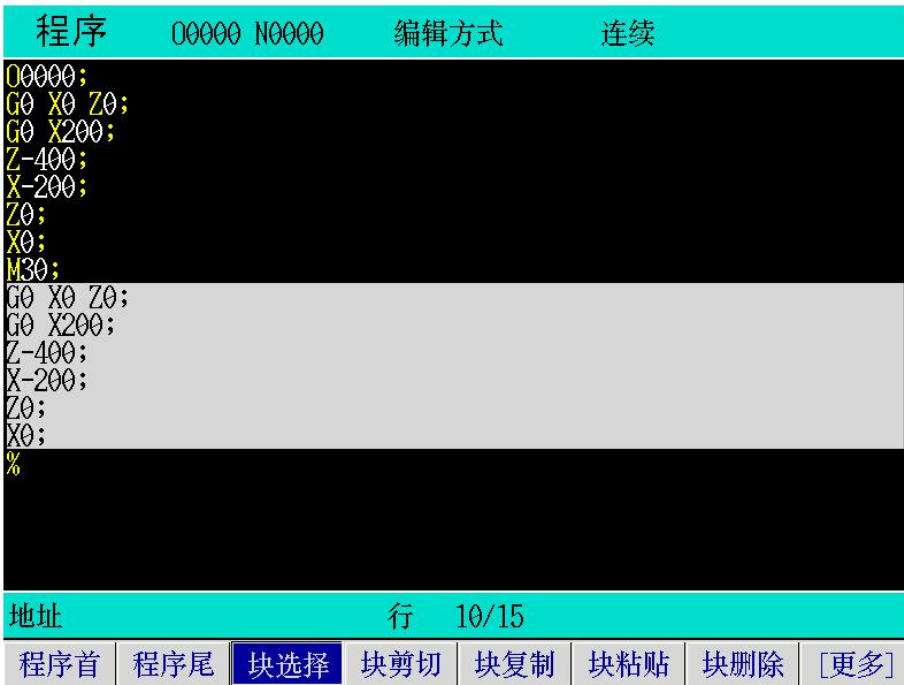 程序 O0000 N0000 编辑方式 连续
O0000;
G0 X0 Z0;
G0 X200;
Z-400;
X-200;
Z0;
X0;
M30;
G0 X0 Z0;
G0 X200;
Z-400;
X-200;
Z0;
X0;
%
地址 行 10/15
程序首 程序尾 块选择 块剪切 块复制 块粘贴 块删除 [更多]